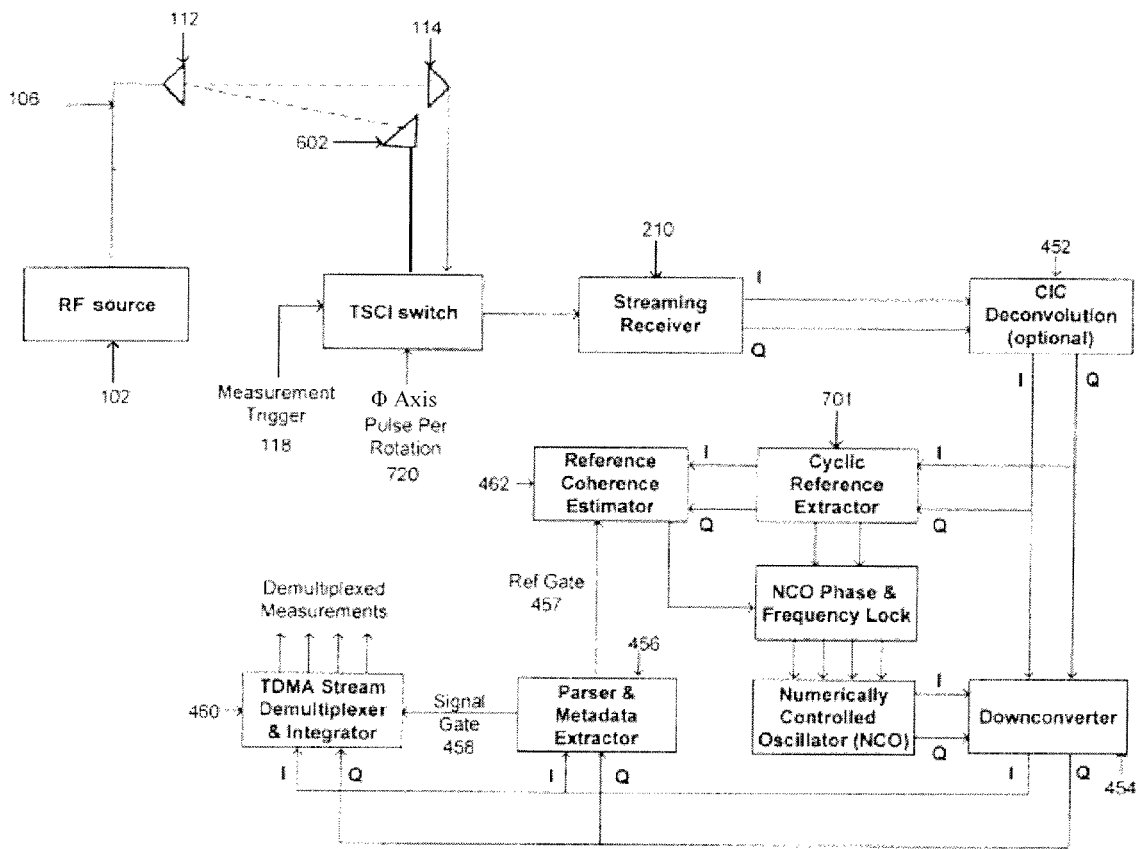 112
114
106
602
210
452
RF source
TSCI switch
Streaming
Receiver
I
Q
CIC
Deconvolution
(optional)
102
Measurement
Trigger
118
Φ Axis
Pulse Per
Rotation
720
701
I
Q
462
Reference
Coherence
Estimator
I
Q
Cyclic
Reference
Extractor
I
Q
Ref Gate
457
NCO Phase &
Frequency Lock
Demultiplexed
Measurements
456
460
TDMA Stream
Demultiplexer
& Integrator
Signal
Gate
458
Parser &
Metadata
Extractor
Numerically
Controlled
Oscillator (NCO)
I
Q
Downconverter
I
Q
I
Q
I
Q
454